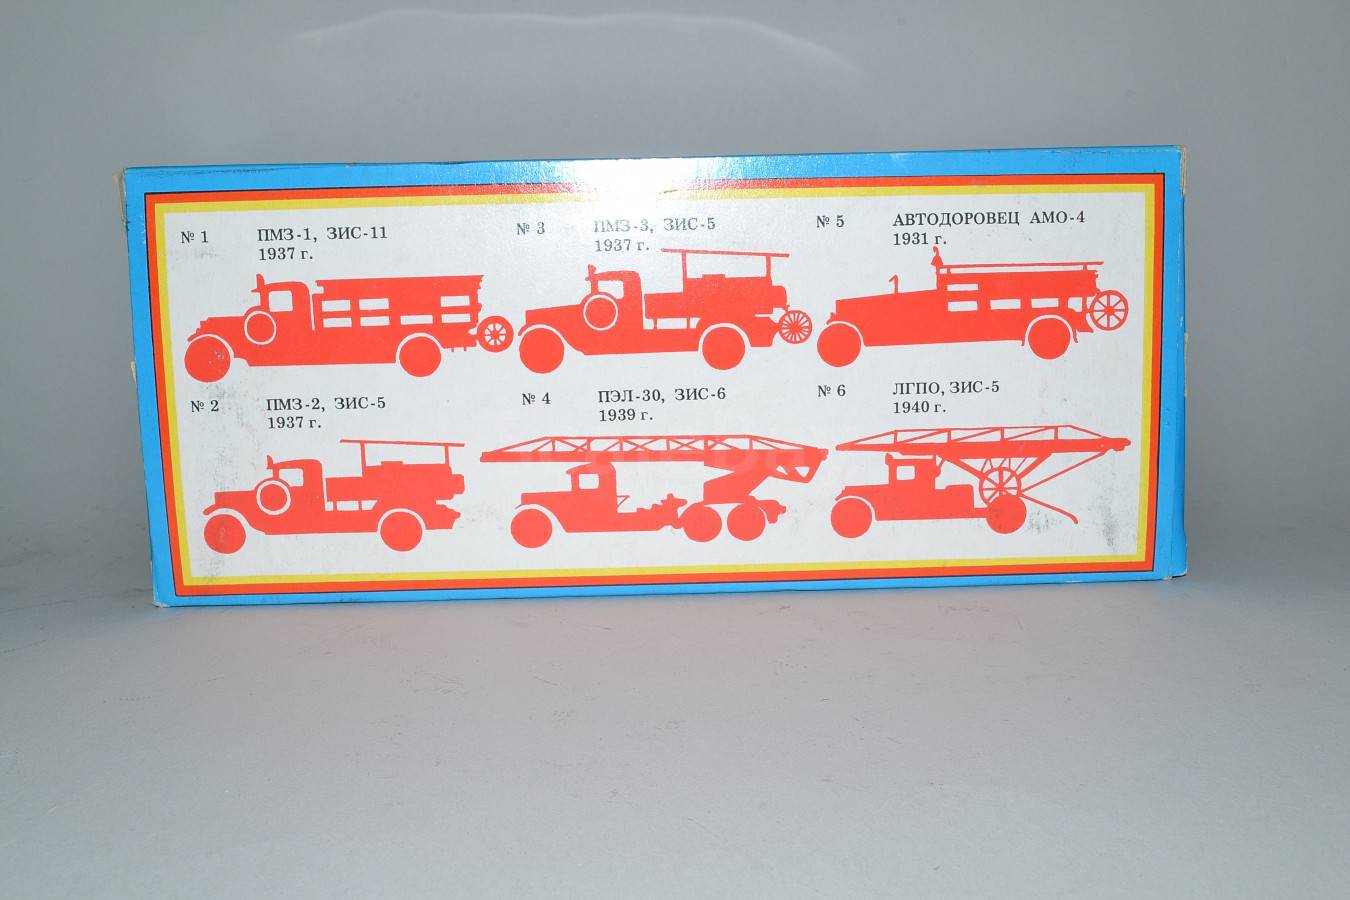 № 1
ПМЗ-1, ЗИС-11
1937 г.
№ 3
ПМЗ-3, ЗИС-5
1937 г.
№ 5
АВТОДОРОВЕЦ АМО-4
1931 г.
№ 2
ПМЗ-2, ЗИС-5
1937 г.
№ 4
ПЭЛ-30, ЗИС-6
1939 г.
№ 6
ЛГПО, ЗИС-5
1940 г.